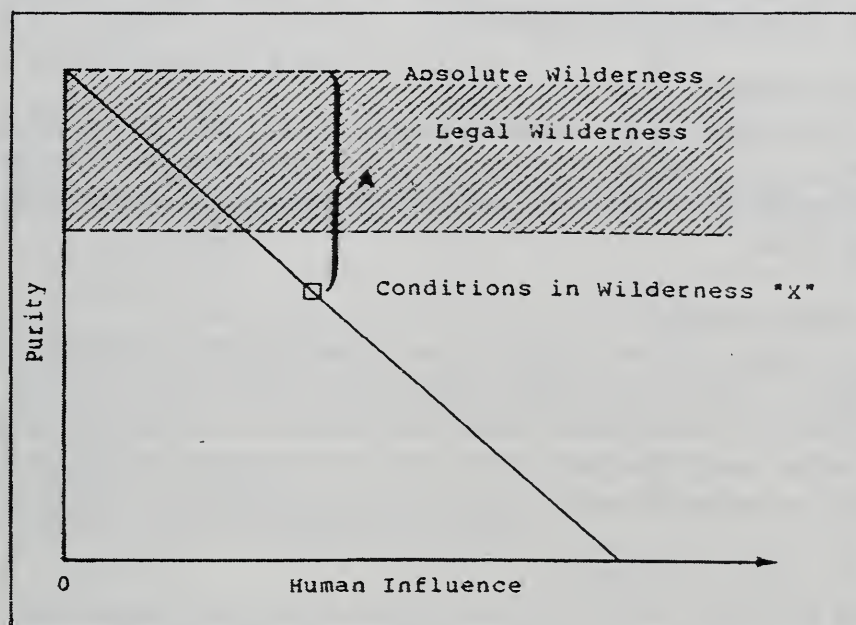 Absolute Wilderness
Legal Wilderness
A
Conditions in Wilderness "X"
Purity
0
Human Influence